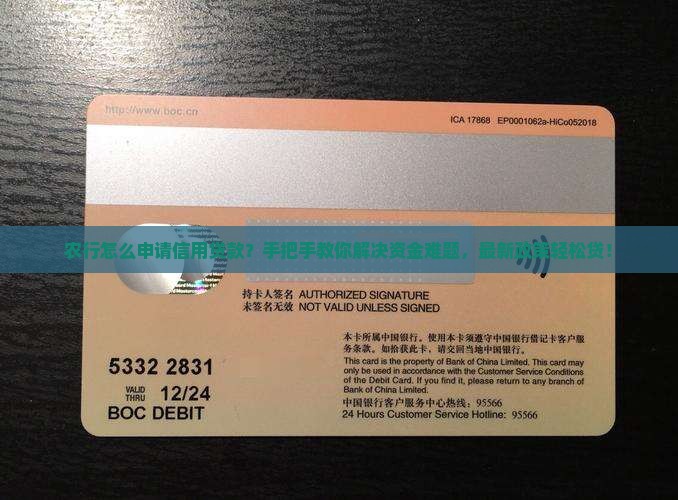 http://www.boc.cn
ICA 17868 EP0001062a-HiCo052018
农行怎么申请信用贷款？手把手教你解决资金难题，最新政策轻松贷！
持卡人签名 AUTHORIZED SIGNATURE
未签名无效 NOT VALID UNLESS SIGNED
本卡所属中国银行。使用本卡须遵守中国银行借记卡客户服
务条款。如拾获此卡，请交回当地中国银行。
This card is the property of Bank of China Limited. This card may
only be used in accordance with the Customer Service Conditions
of the Debit Card. If you find it, please return to any branch of
Bank of China Limited.
中国银行客户服务中心热线：95566
24 Hours Customer Service Hotline: 95566
5332 2831
VALID
THRU 12/24
BOC DEBIT